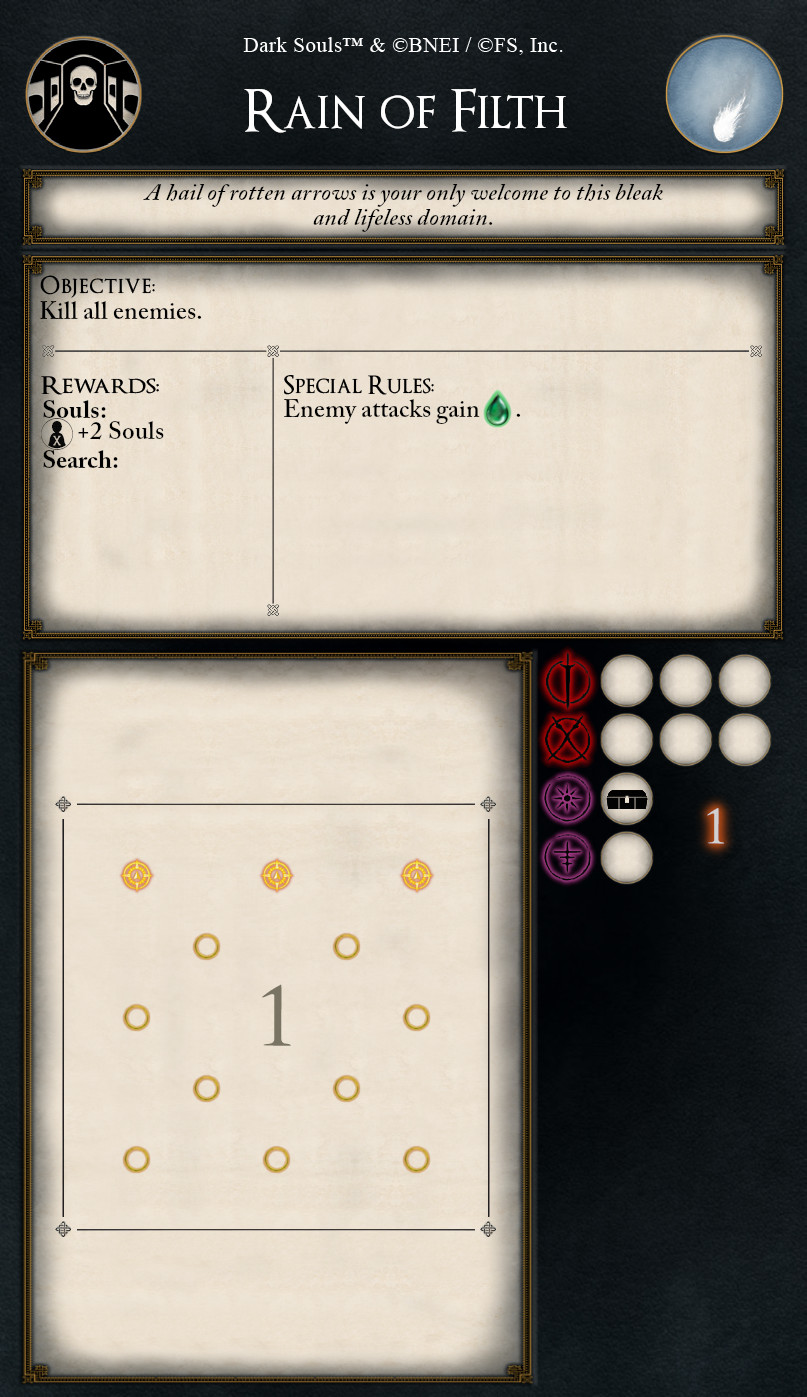 Dark Souls™ & ©BNEI / ©FS, Inc.
Rain of Filth
A hail of rotten arrows is your only welcome to this bleak
and lifeless domain.
Objective:
Kill all enemies.
Rewards:
Souls:
X +2 Souls
Search:
Special Rules:
Enemy attacks gain .
1
1